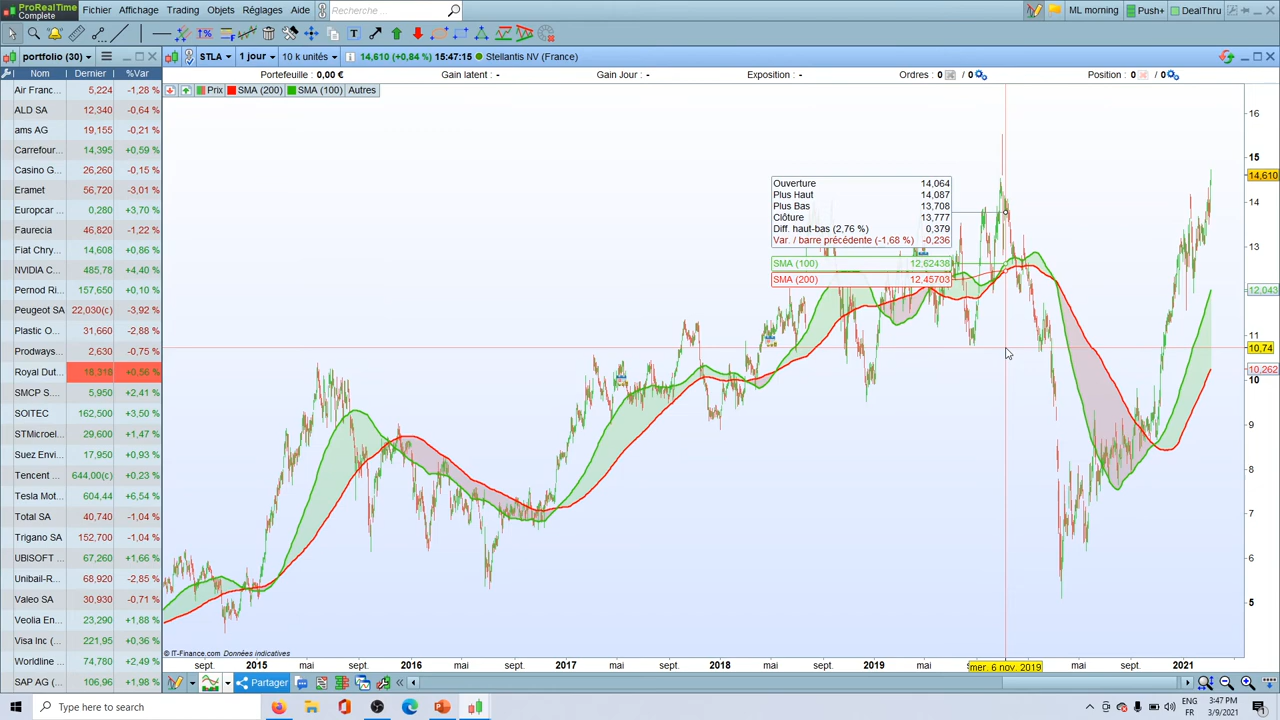 ProRealTime
Complete
Fichier Affichage Trading Objets Réglages Aide Recherche ... ML morning Push+ DealThru
portfolio (30) STLA 1 jour 10 k unités 14,610 (+0,84 %) 15:47:15 Stellantis NV (France)
Nom Dernier %Var
Portefeuille : 0,00 € Gain latent : - Gain Jour : - Exposition : - Ordres : 0 / 0 Position : 0 / 0
Prix SMA (200) SMA (100) Autres
Air Franc... 5,224 -1,28 %
ALD SA 12,340 -0,64 %
ams AG 19,155 -0,21 %
Carrefour... 14,395 +0,59 %
Casino G... 26,260 -0,15 %
Eramet 56,720 -3,01 %
Europcar ... 0,280 +3,70 %
Faurecia 46,820 -1,22 %
Fiat Chry... 14,608 +0,86 %
NVIDIA C... 485,78 +4,40 %
Pernod Ri... 157,650 +0,10 %
Peugeot SA 22,030(c) -3,92 %
Plastic O... 31,660 -2,88 %
Prodways... 2,630 -0,75 %
Royal Dut... 18,318 +0,56 %
SMCP S... 5,950 +2,41 %
SOITEC 162,500 +3,50 %
STMicroel... 29,600 +1,47 %
Suez Envi... 17,950 +0,93 %
Tencent ... 644,00(c) +0,23 %
Tesla Mot... 604,44 +6,54 %
Total SA 40,740 -1,04 %
Trigano SA 152,700 -1,04 %
UBISOFT ... 67,260 +1,66 %
Unibail-R... 68,920 -2,85 %
Valeo SA 30,930 -0,71 %
Veolia En... 23,290 +1,88 %
Visa Inc (... 221,95 +0,36 %
Worldline ... 74,780 +2,49 %
SAP AG (... 106,96 +1,98 %
Ouverture 14,064
Plus Haut 14,087
Plus Bas 13,708
Clôture 13,777
Diff. haut-bas (2,76 %) 0,379
Var. / barre précédente (-1,68 %) -0,236
SMA (100) 12,62438
SMA (200) 12,45703
16
15
14,610
14
13
12,043
11
10,74
10,262
10
9
8
7
6
5
© IT-Finance.com Données indicatives
sept. 2015 mai sept. 2016 mai sept. 2017 mai sept. 2018 mai sept. 2019 mai mer. 6 nov. 2019 mai sept. 2021
Partager
Type here to search
ENG
FR
3:47 PM
3/9/2021